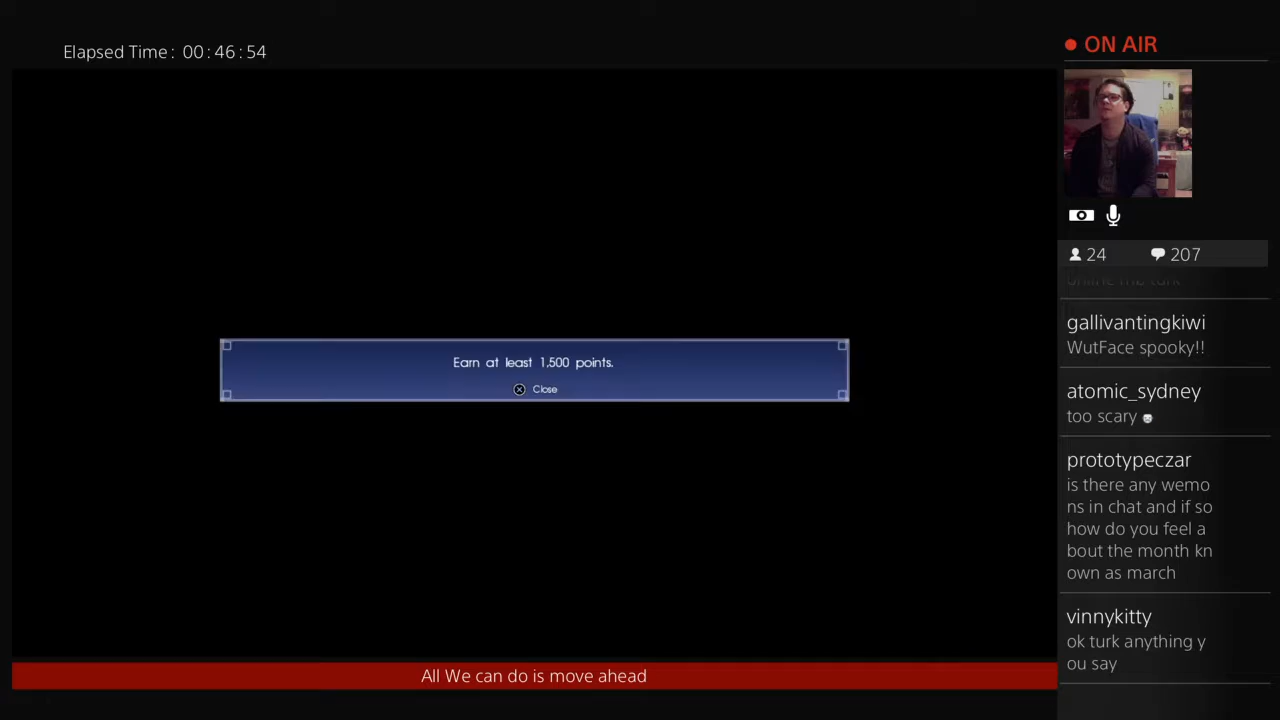 Elapsed Time: 00:46:54
ON AIR
24 207
gallivantingkiwi
WutFace spooky!!
atomic_sydney
too scary
prototypeczar
is there any wemo
ns in chat and if so
how do you feel a
bout the month kn
own as march
vinnykitty
ok turk anything y
ou say
Earn at least 1,500 points.
Close
All We can do is move ahead